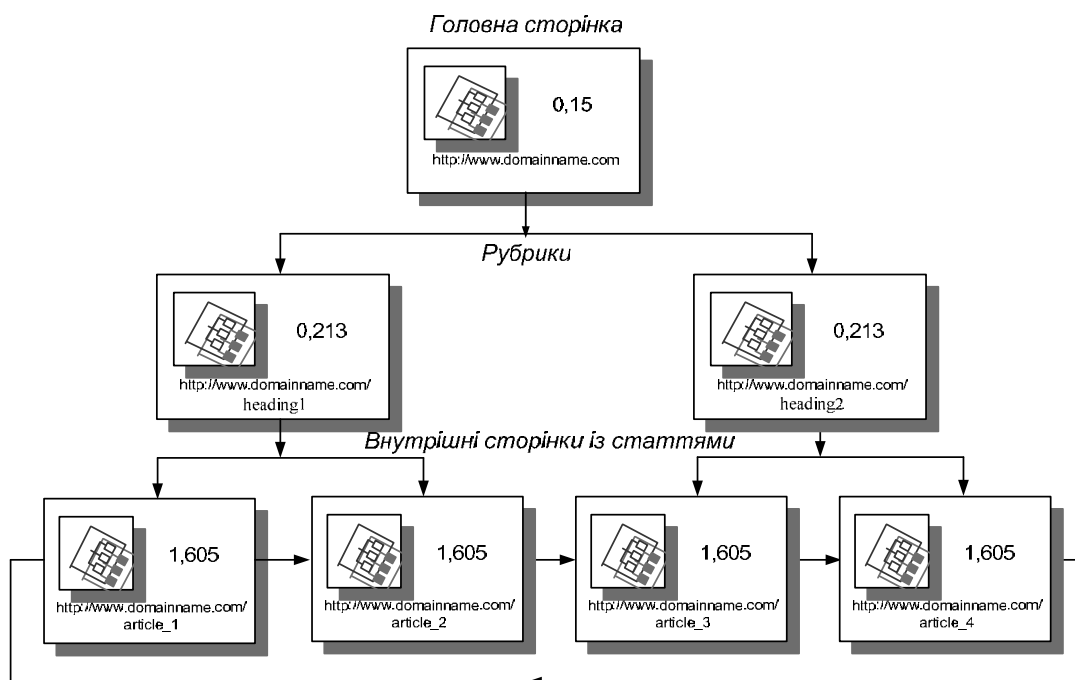 Головна сторінка
0,15
http://www.domainname.com
Рубрики
0,213
http://www.domainname.com/
heading1
0,213
http://www.domainname.com/
heading2
Внутрішні сторінки із статтями
1,605
http://www.domainname.com/
article_1
1,605
http://www.domainname.com/
article_2
1,605
http://www.domainname.com/
article_3
1,605
http://www.domainname.com/
article_4